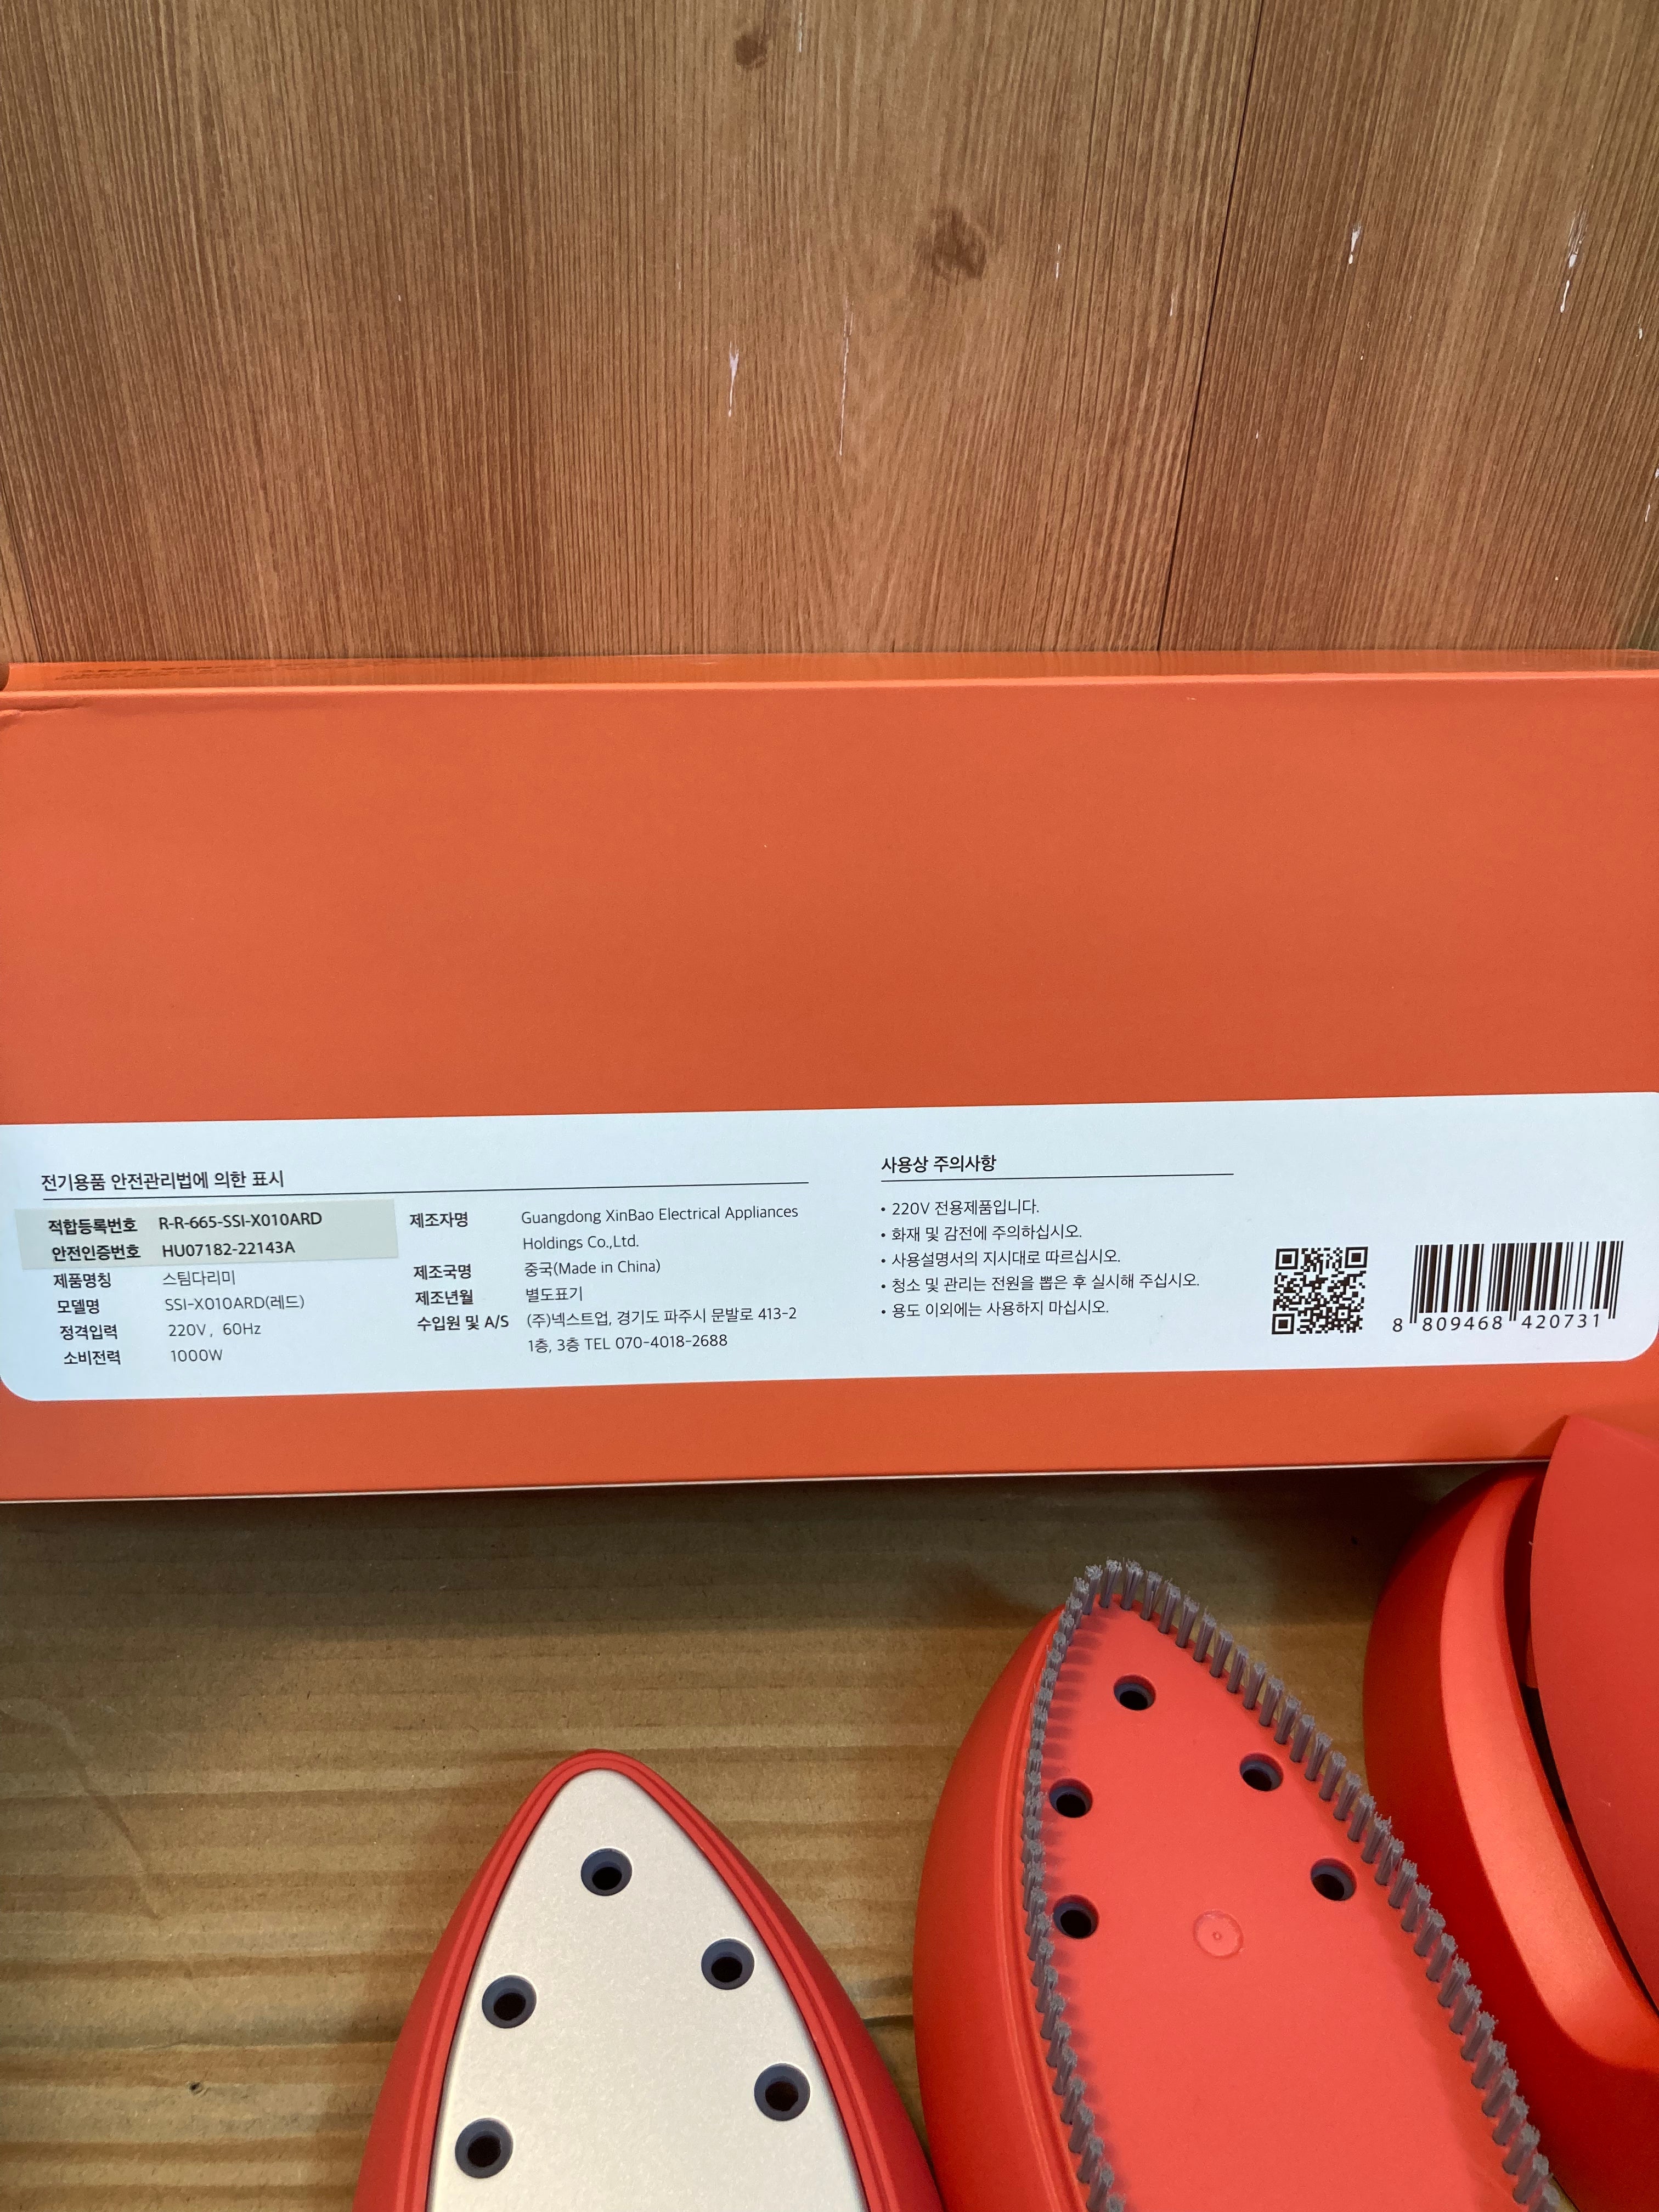 전기용품 안전관리법에 의한 표시
적합등록번호 R-R-665-SSI-X010ARD
안전인증번호 HU07182-22143A
제품명칭 스팀다리미
모델명 SSI-X010ARD(레드)
정격입력 220V, 60Hz
소비전력 1000W
제조자명 Guangdong XinBao Electrical Appliances
Holdings Co.,Ltd.
제조국명 중국(Made in China)
제조년월 별도표기
수입원 및 A/S (주)넥스트업, 경기도 파주시 문발로 413-2
1층, 3층 TEL 070-4018-2688
사용상 주의사항
• 220V 전용제품입니다.
• 화재 및 감전에 주의하십시오.
• 사용설명서의 지시대로 따르십시오.
• 청소 및 관리는 전원을 뽑은 후 실시해 주십시오.
• 용도 이외에는 사용하지 마십시오.
8 809468 420731